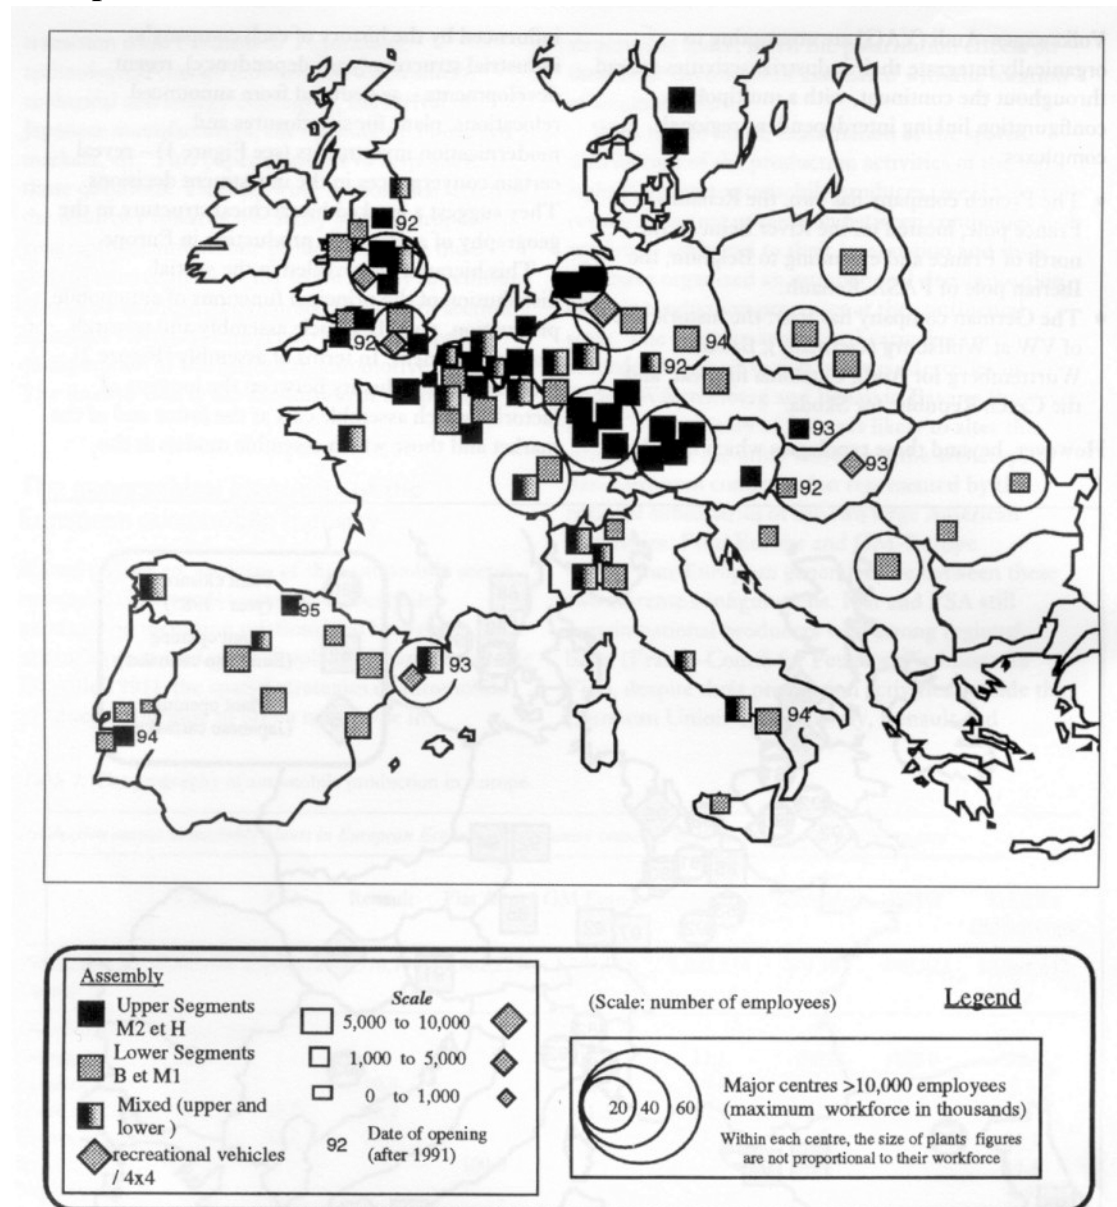 92
92
94
92
93
93
92
95
93
94
94
Assembly
Upper Segments
M2 et H
Lower Segments
B et M1
Mixed (upper and
lower )
recreational vehicles
/ 4x4
Scale
5,000 to 10,000
1,000 to 5,000
0 to 1,000
92
Date of opening
(after 1991)
(Scale: number of employees)
Legend
20 40 60
Major centres >10,000 employees
(maximum workforce in thousands)
Within each centre, the size of plants figures
are not proportional to their workforce